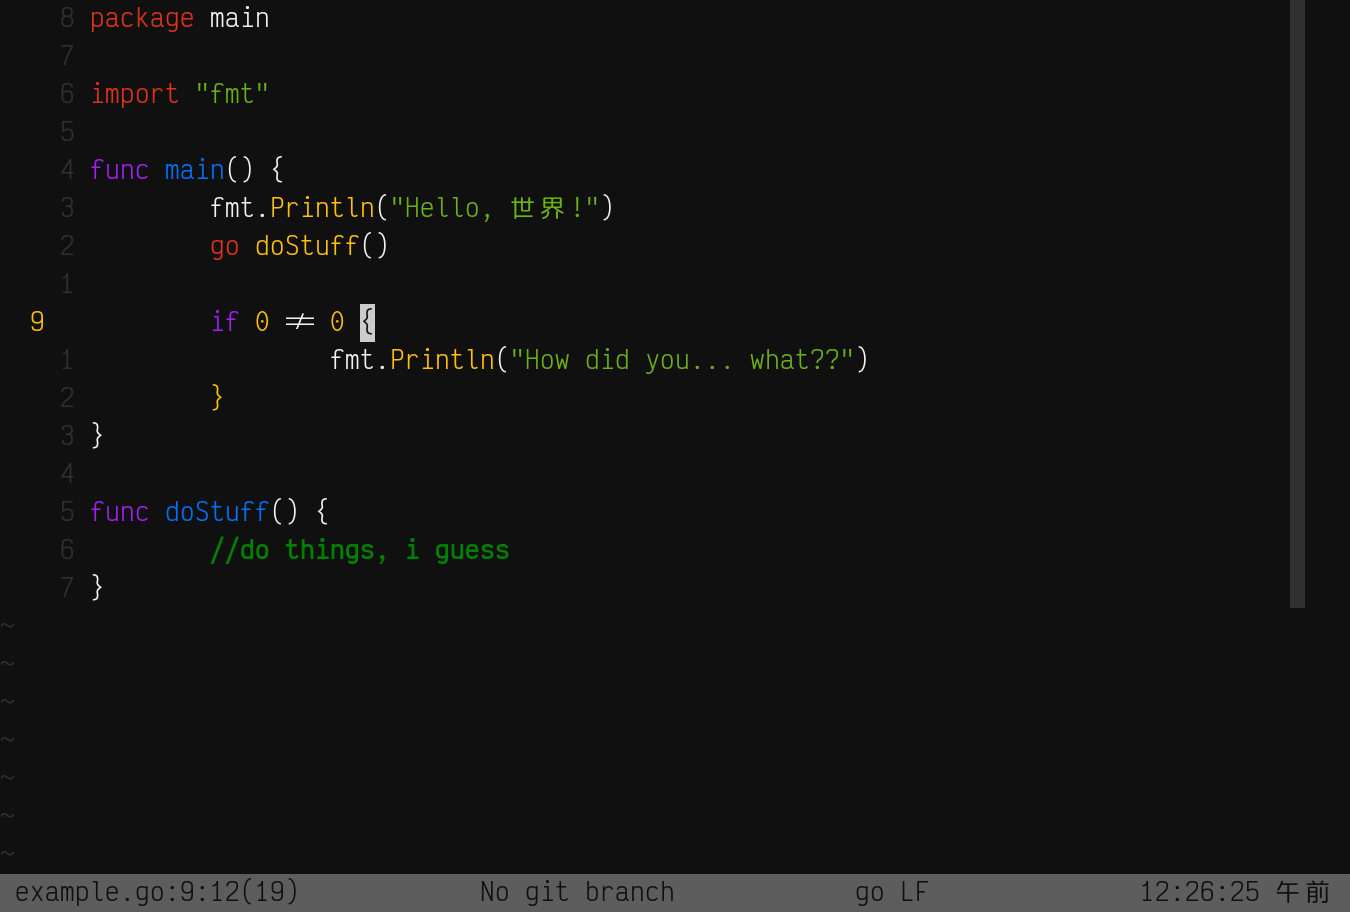 8 package main
7
6 import "fmt"
5
4 func main() {
3         fmt.Println("Hello, 世界!")
2         go doStuff()
1
9         if 0 != 0 {
1                 fmt.Println("How did you... what??")
2         }
3 }
4
5 func doStuff() {
6         //do things, i guess
7 }
~
~
~
~
~
~
~
example.go:9:12(19) No git branch go LF 12:26:25 午前